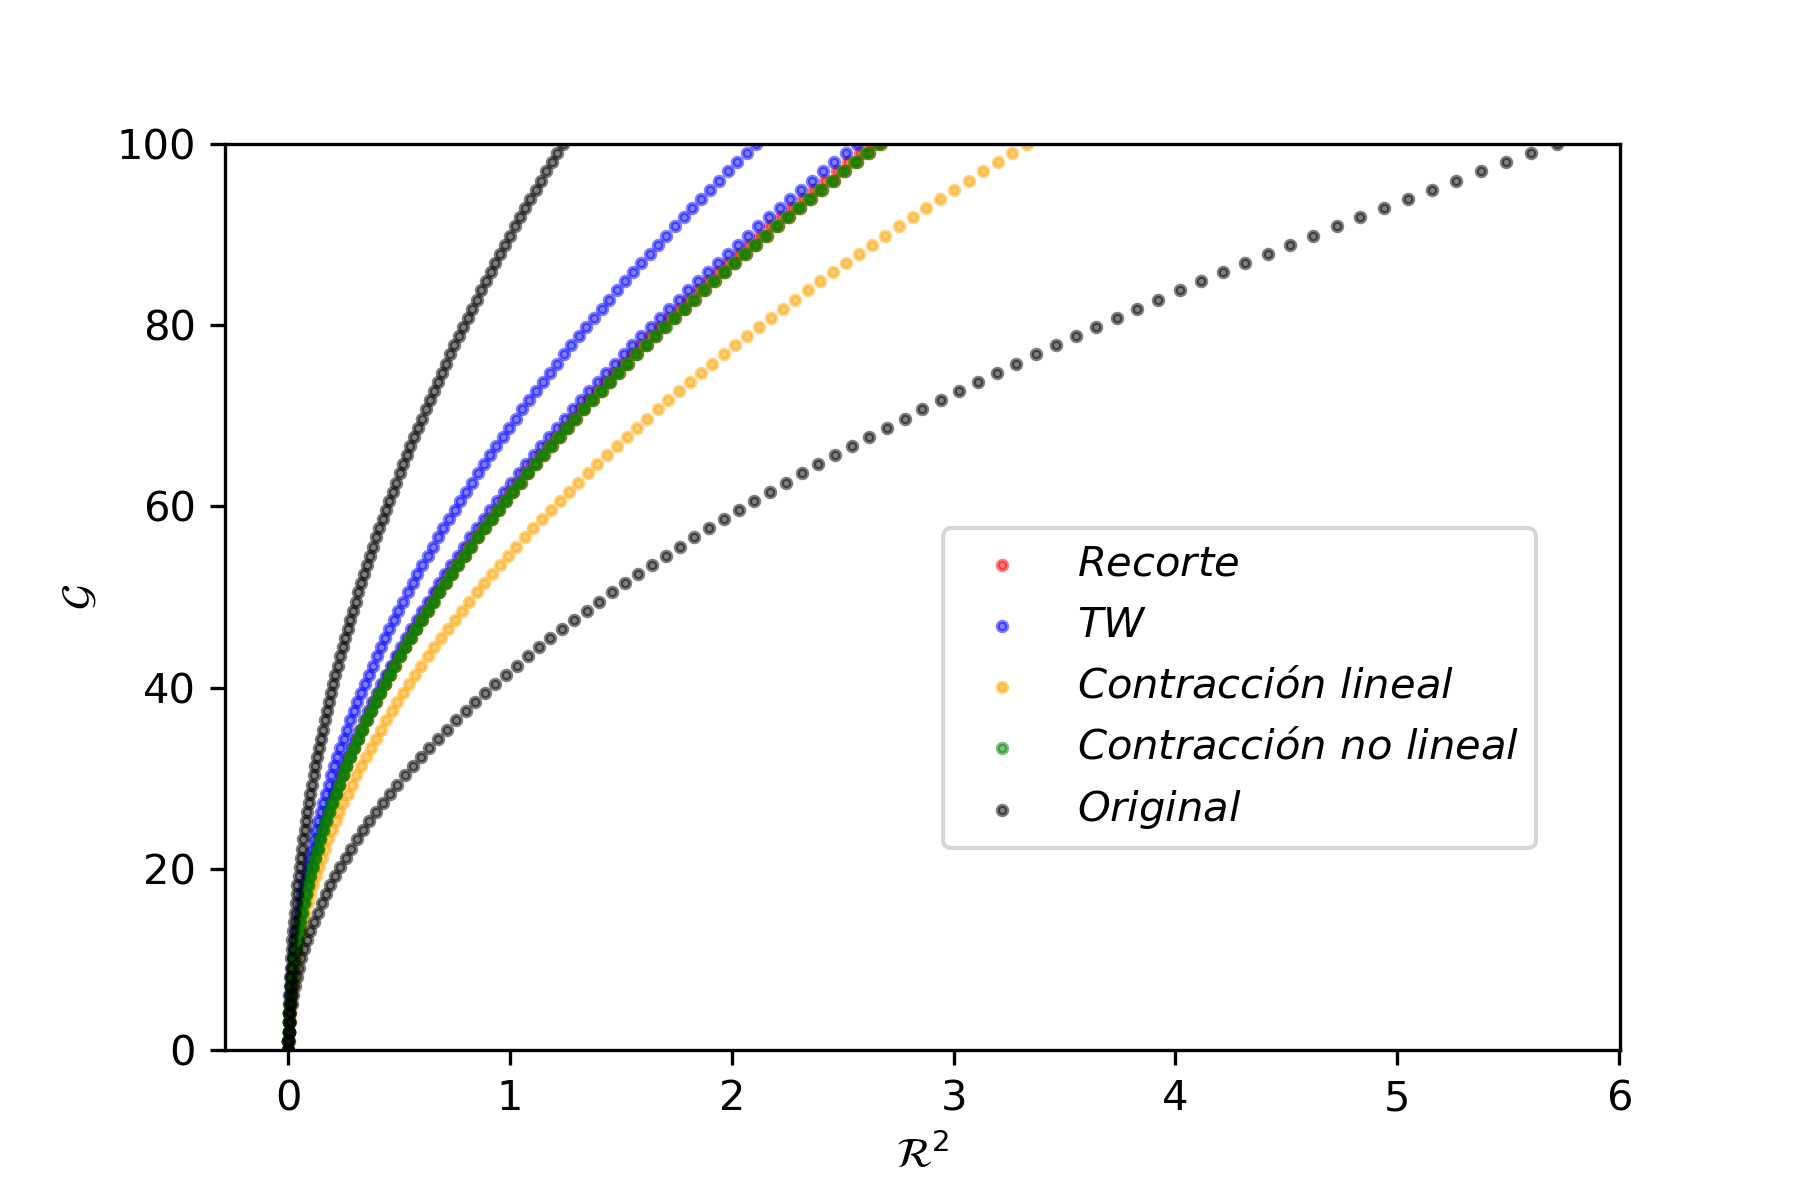 100
80
60
40
20
0
𝒢
Recorte
TW
Contracción lineal
Contracción no lineal
Original
0 1 2 3 4 5 6
ℛ²